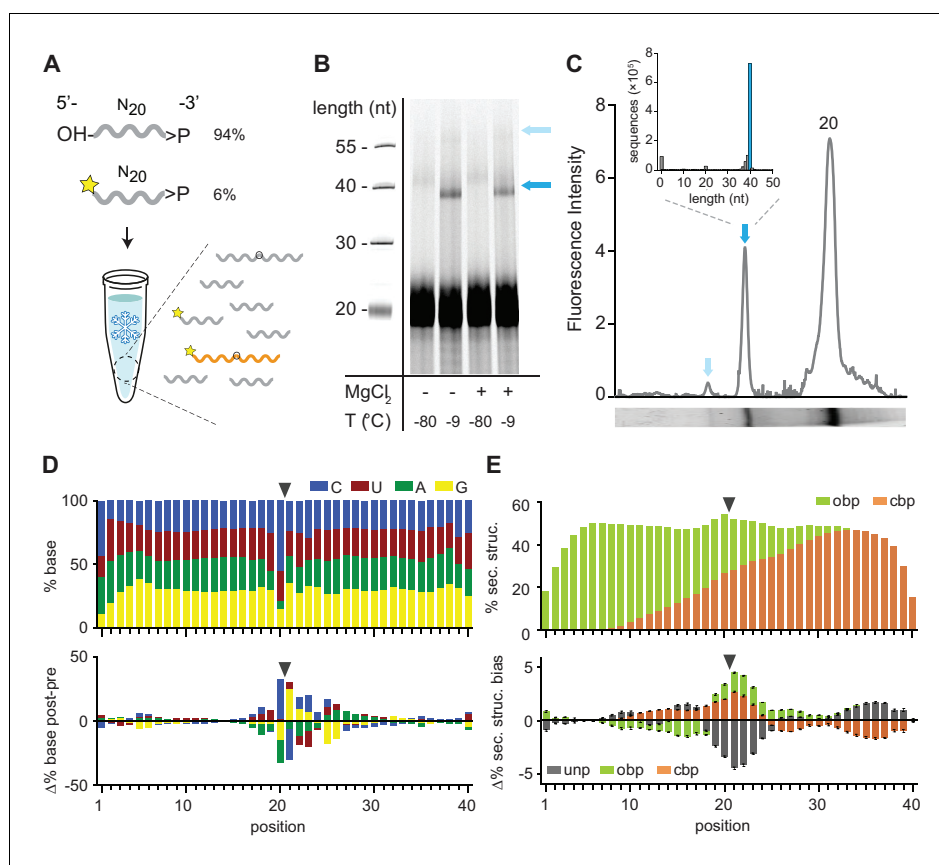 A
5'- N20 -3'
OH- >P 94%
N20
>P 6%
B
length (nt)
55 -
40 -
30 -
20 -
MgCl2 - - + +
T (°C) -80 -9 -80 -9
C
Fluorescence Intensity
8
6
4
2
0
sequences (×10⁵)
8
6
4
2
0
0 10 20 30 40 50
length (nt)
20
D
C U A G
% base
100
50
0
Δ% base post-pre
50
0
-50
1 10 20 30 40
position
E
obp cbp
% sec. struc.
60
40
20
0
Δ% sec. struc. bias
5
0
-5
unp obp cbp
1 10 20 30 40
position